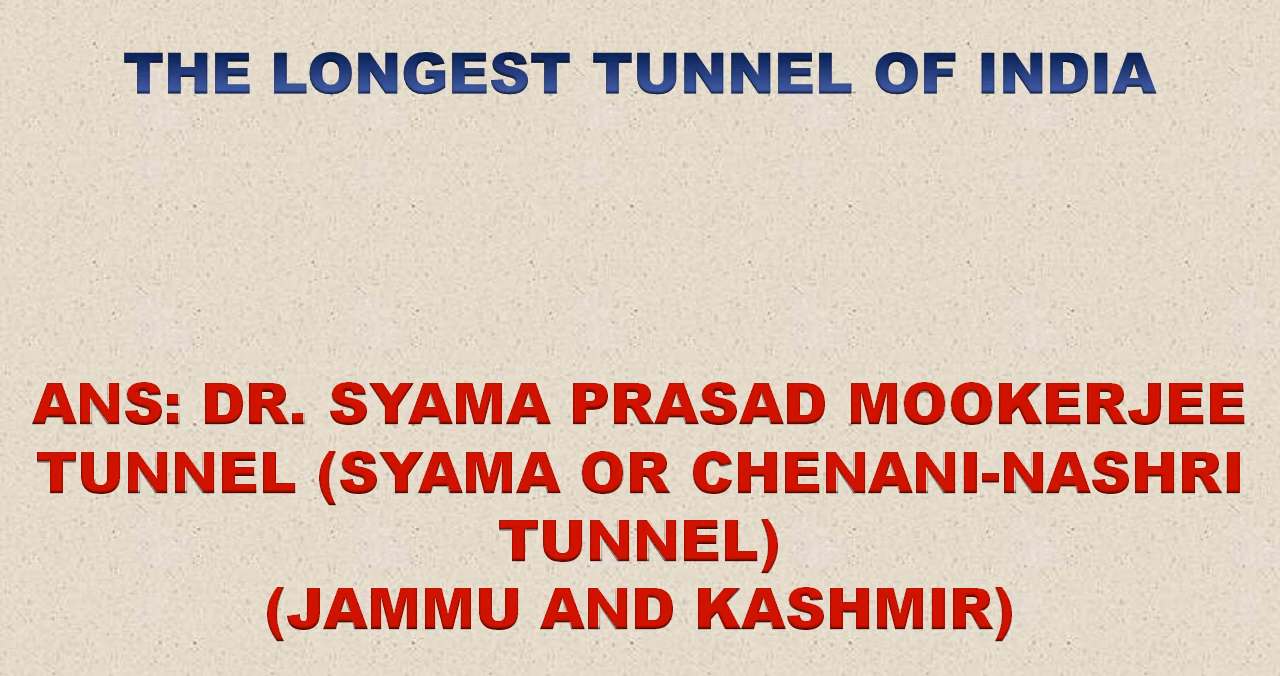 THE LONGEST TUNNEL OF INDIA
ANS: DR. SYAMA PRASAD MOOKERJEE
TUNNEL (SYAMA OR CHENANI-NASHRI
TUNNEL)
(JAMMU AND KASHMIR)